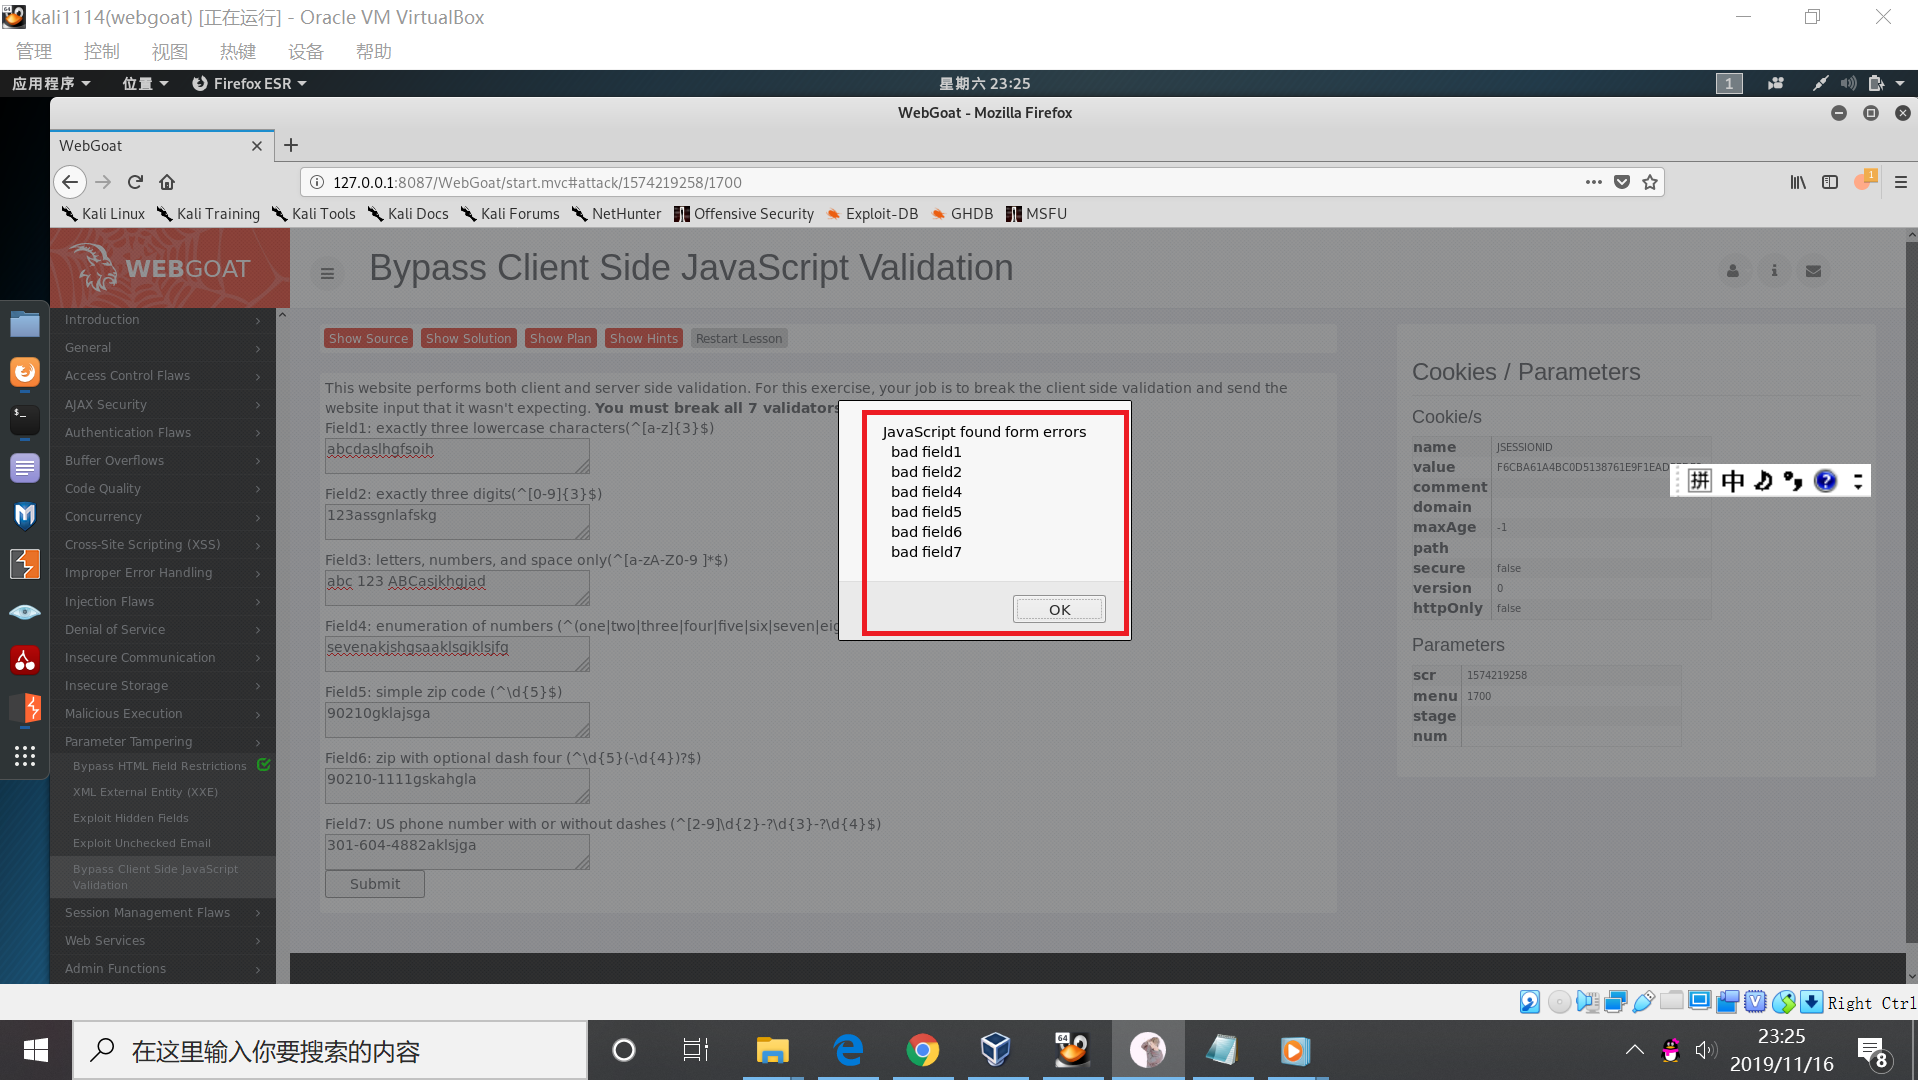 kali1114(webgoat) [正在运行] - Oracle VM VirtualBox
管理 控制 视图 热键 设备 帮助
应用程序 位置 Firefox ESR 星期六 23:25 1
WebGoat - Mozilla Firefox
WebGoat
127.0.0.1:8087/WebGoat/start.mvc#attack/1574219258/1700
1
Kali Linux Kali Training Kali Tools Kali Docs Kali Forums NetHunter Offensive Security Exploit-DB GHDB MSFU
WEBGOAT
Bypass Client Side JavaScript Validation
Introduction
General
Access Control Flaws
AJAX Security
Authentication Flaws
Buffer Overflows
Code Quality
Concurrency
Cross-Site Scripting (XSS)
Improper Error Handling
Injection Flaws
Denial of Service
Insecure Communication
Insecure Storage
Malicious Execution
Parameter Tampering
Bypass HTML Field Restrictions
XML External Entity (XXE)
Exploit Hidden Fields
Exploit Unchecked Email
Bypass Client Side JavaScript
Validation
Session Management Flaws
Web Services
Admin Functions
Show Source Show Solution Show Plan Show Hints Restart Lesson
This website performs both client and server side validation. For this exercise, your job is to break the client side validation and send the
website input that it wasn't expecting. You must break all 7 validators
Field1: exactly three lowercase characters(^[a-z]{3}$)
abcdaslhgfsoih
Field2: exactly three digits(^[0-9]{3}$)
123assgnlafskg
Field3: letters, numbers, and space only(^[a-zA-Z0-9 ]*$)
abc 123 ABCasjkhgjad
Field4: enumeration of numbers (^(one|two|three|four|five|six|seven|eig
sevenakjshgsaaklsgjklsjfg
Field5: simple zip code (^\d{5}$)
90210gklajsga
Field6: zip with optional dash four (^\d{5}(-\d{4})?$)
90210-1111gskahgla
Field7: US phone number with or without dashes (^[2-9]\d{2}-?\d{3}-?\d{4}$)
301-604-4882aklsjga
Submit
JavaScript found form errors
bad field1
bad field2
bad field4
bad field5
bad field6
bad field7
OK
Cookies / Parameters
Cookie/s
name JSESSIONID
value F6CBA61A4BC0D5138761E9F1EAD
comment
domain
maxAge -1
path
secure false
version 0
httpOnly false
Parameters
scr 1574219258
menu 1700
stage
num
拼 中
Right Ctrl
在这里输入你要搜索的内容
64
23:25
2019/11/16
8